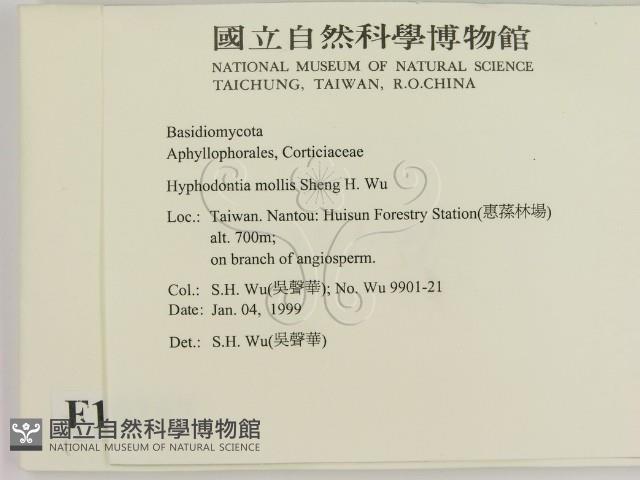 國立自然科學博物館
NATIONAL MUSEUM OF NATURAL SCIENCE
TAICHUNG, TAIWAN, R.O.CHINA
Basidiomycota
Aphyllophorales, Corticiaceae
Hyphodontia mollis Sheng H. Wu
Loc.: Taiwan. Nantou: Huisun Forestry Station(惠蓀林場)
alt. 700m;
on branch of angiosperm.
Col.: S.H. Wu(吳聲華); No. Wu 9901-21
Date: Jan. 04, 1999
Det.: S.H. Wu(吳聲華)
F1
國立自然科學博物館
NATIONAL MUSEUM OF NATURAL SCIENCE